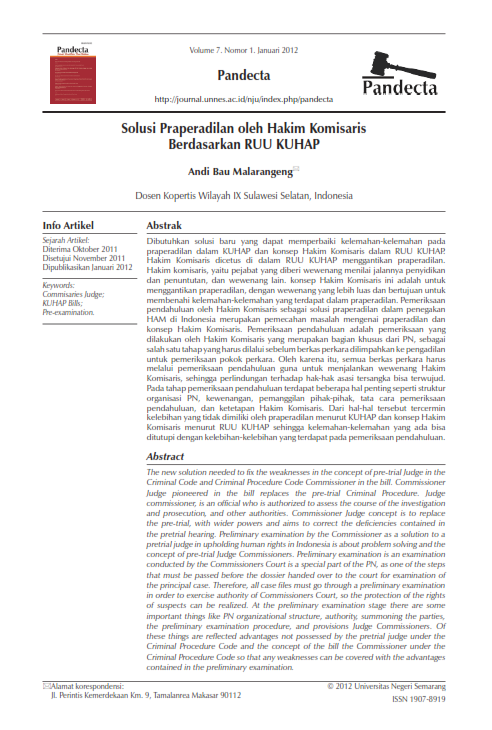 Pandecta
Volume 7. Nomor 1. Januari 2012
Pandecta
Pandecta
http://journal.unnes.ac.id/nju/index.php/pandecta
Solusi Praperadilan oleh Hakim Komisaris
Berdasarkan RUU KUHAP
Andi Bau Malarangeng
Dosen Kopertis Wilayah IX Sulawesi Selatan, Indonesia
Info Artikel
Sejarah Artikel:
Diterima Oktober 2011
Disetujui November 2011
Dipublikasikan Januari 2012
Keywords:
Commisaries Judge;
KUHAP Bills;
Pre-examination.
Abstrak
Dibutuhkan solusi baru yang dapat memperbaiki kelemahan-kelemahan pada
praperadilan dalam KUHAP dan konsep Hakim Komisaris dalam RUU KUHAP.
Hakim Komisaris dicetus di dalam RUU KUHAP menggantikan praperadilan.
Hakim komisaris, yaitu pejabat yang diberi wewenang menilai jalannya penyidikan
dan penuntutan, dan wewenang lain. konsep Hakim Komisaris ini adalah untuk
menggantikan praperadilan, dengan wewenang yang lebih luas dan bertujuan untuk
membenahi kelemahan-kelemahan yang terdapat dalam praperadilan. Pemeriksaan
pendahuluan oleh Hakim Komisaris sebagai solusi praperadilan dalam penegakan
HAM di Indonesia merupakan pemecahan masalah mengenai praperadilan dan
konsep Hakim Komisaris. Pemeriksaan pendahuluan adalah pemeriksaan yang
dilakukan oleh Hakim Komisaris yang merupakan bagian khusus dari PN, sebagai
salah satu tahap yang harus dilalui sebelum berkas perkara dilimpahkan ke pengadilan
untuk pemeriksaan pokok perkara. Oleh karena itu, semua berkas perkara harus
melalui pemeriksaan pendahuluan guna untuk menjalankan wewenang Hakim
Komisaris, sehingga perlindungan terhadap hak-hak asasi tersangka bisa terwujud.
Pada tahap pemeriksaan pendahuluan terdapat beberapa hal penting seperti struktur
organisasi PN, kewenangan, pemanggilan pihak-pihak, tata cara pemeriksaan
pendahuluan, dan ketetapan Hakim Komisaris. Dari hal-hal tersebut tercermin
kelebihan yang tidak dimiliki oleh praperadilan menurut KUHAP dan konsep Hakim
Komisaris menurut RUU KUHAP sehingga kelemahan-kelemahan yang ada bisa
ditutupi dengan kelebihan-kelebihan yang terdapat pada pemeriksaan pendahuluan.
Abstract
The new solution needed to fix the weaknesses in the concept of pre-trial Judge in the
Criminal Code and Criminal Procedure Code Commissioner in the bill. Commissioner
Judge pioneered in the bill replaces the pre-trial Criminal Procedure. Judge
commissioner, is an official who is authorized to assess the course of the investigation
and prosecution, and other authorities. Commissioner Judge concept is to replace
the pre-trial, with wider powers and aims to correct the deficiencies contained in
the pretrial hearing. Preliminary examination by the Commissioner as a solution to a
pretrial judge in upholding human rights in Indonesia is about problem solving and the
concept of pre-trial Judge Commissioners. Preliminary examination is an examination
conducted by the Commissioners Court is a special part of the PN, as one of the steps
that must be passed before the dossier handed over to the court for examination of
the principal case. Therefore, all case files must go through a preliminary examination
in order to exercise authority of Commissioners Court, so the protection of the rights
of suspects can be realized. At the preliminary examination stage there are some
important things like PN organizational structure, authority, summoning the parties,
the preliminary examination procedure, and provisions Judge Commissioners. Of
these things are reflected advantages not possessed by the pretrial judge under the
Criminal Procedure Code and the concept of the bill the Commissioner under the
Criminal Procedure Code so that any weaknesses can be covered with the advantages
contained in the preliminary examination.
Alamat korespondensi:
Jl. Perintis Kemerdekaan Km. 9, Tamalanrea Makasar 90112
© 2012 Universitas Negeri Semarang
ISSN 1907-8919